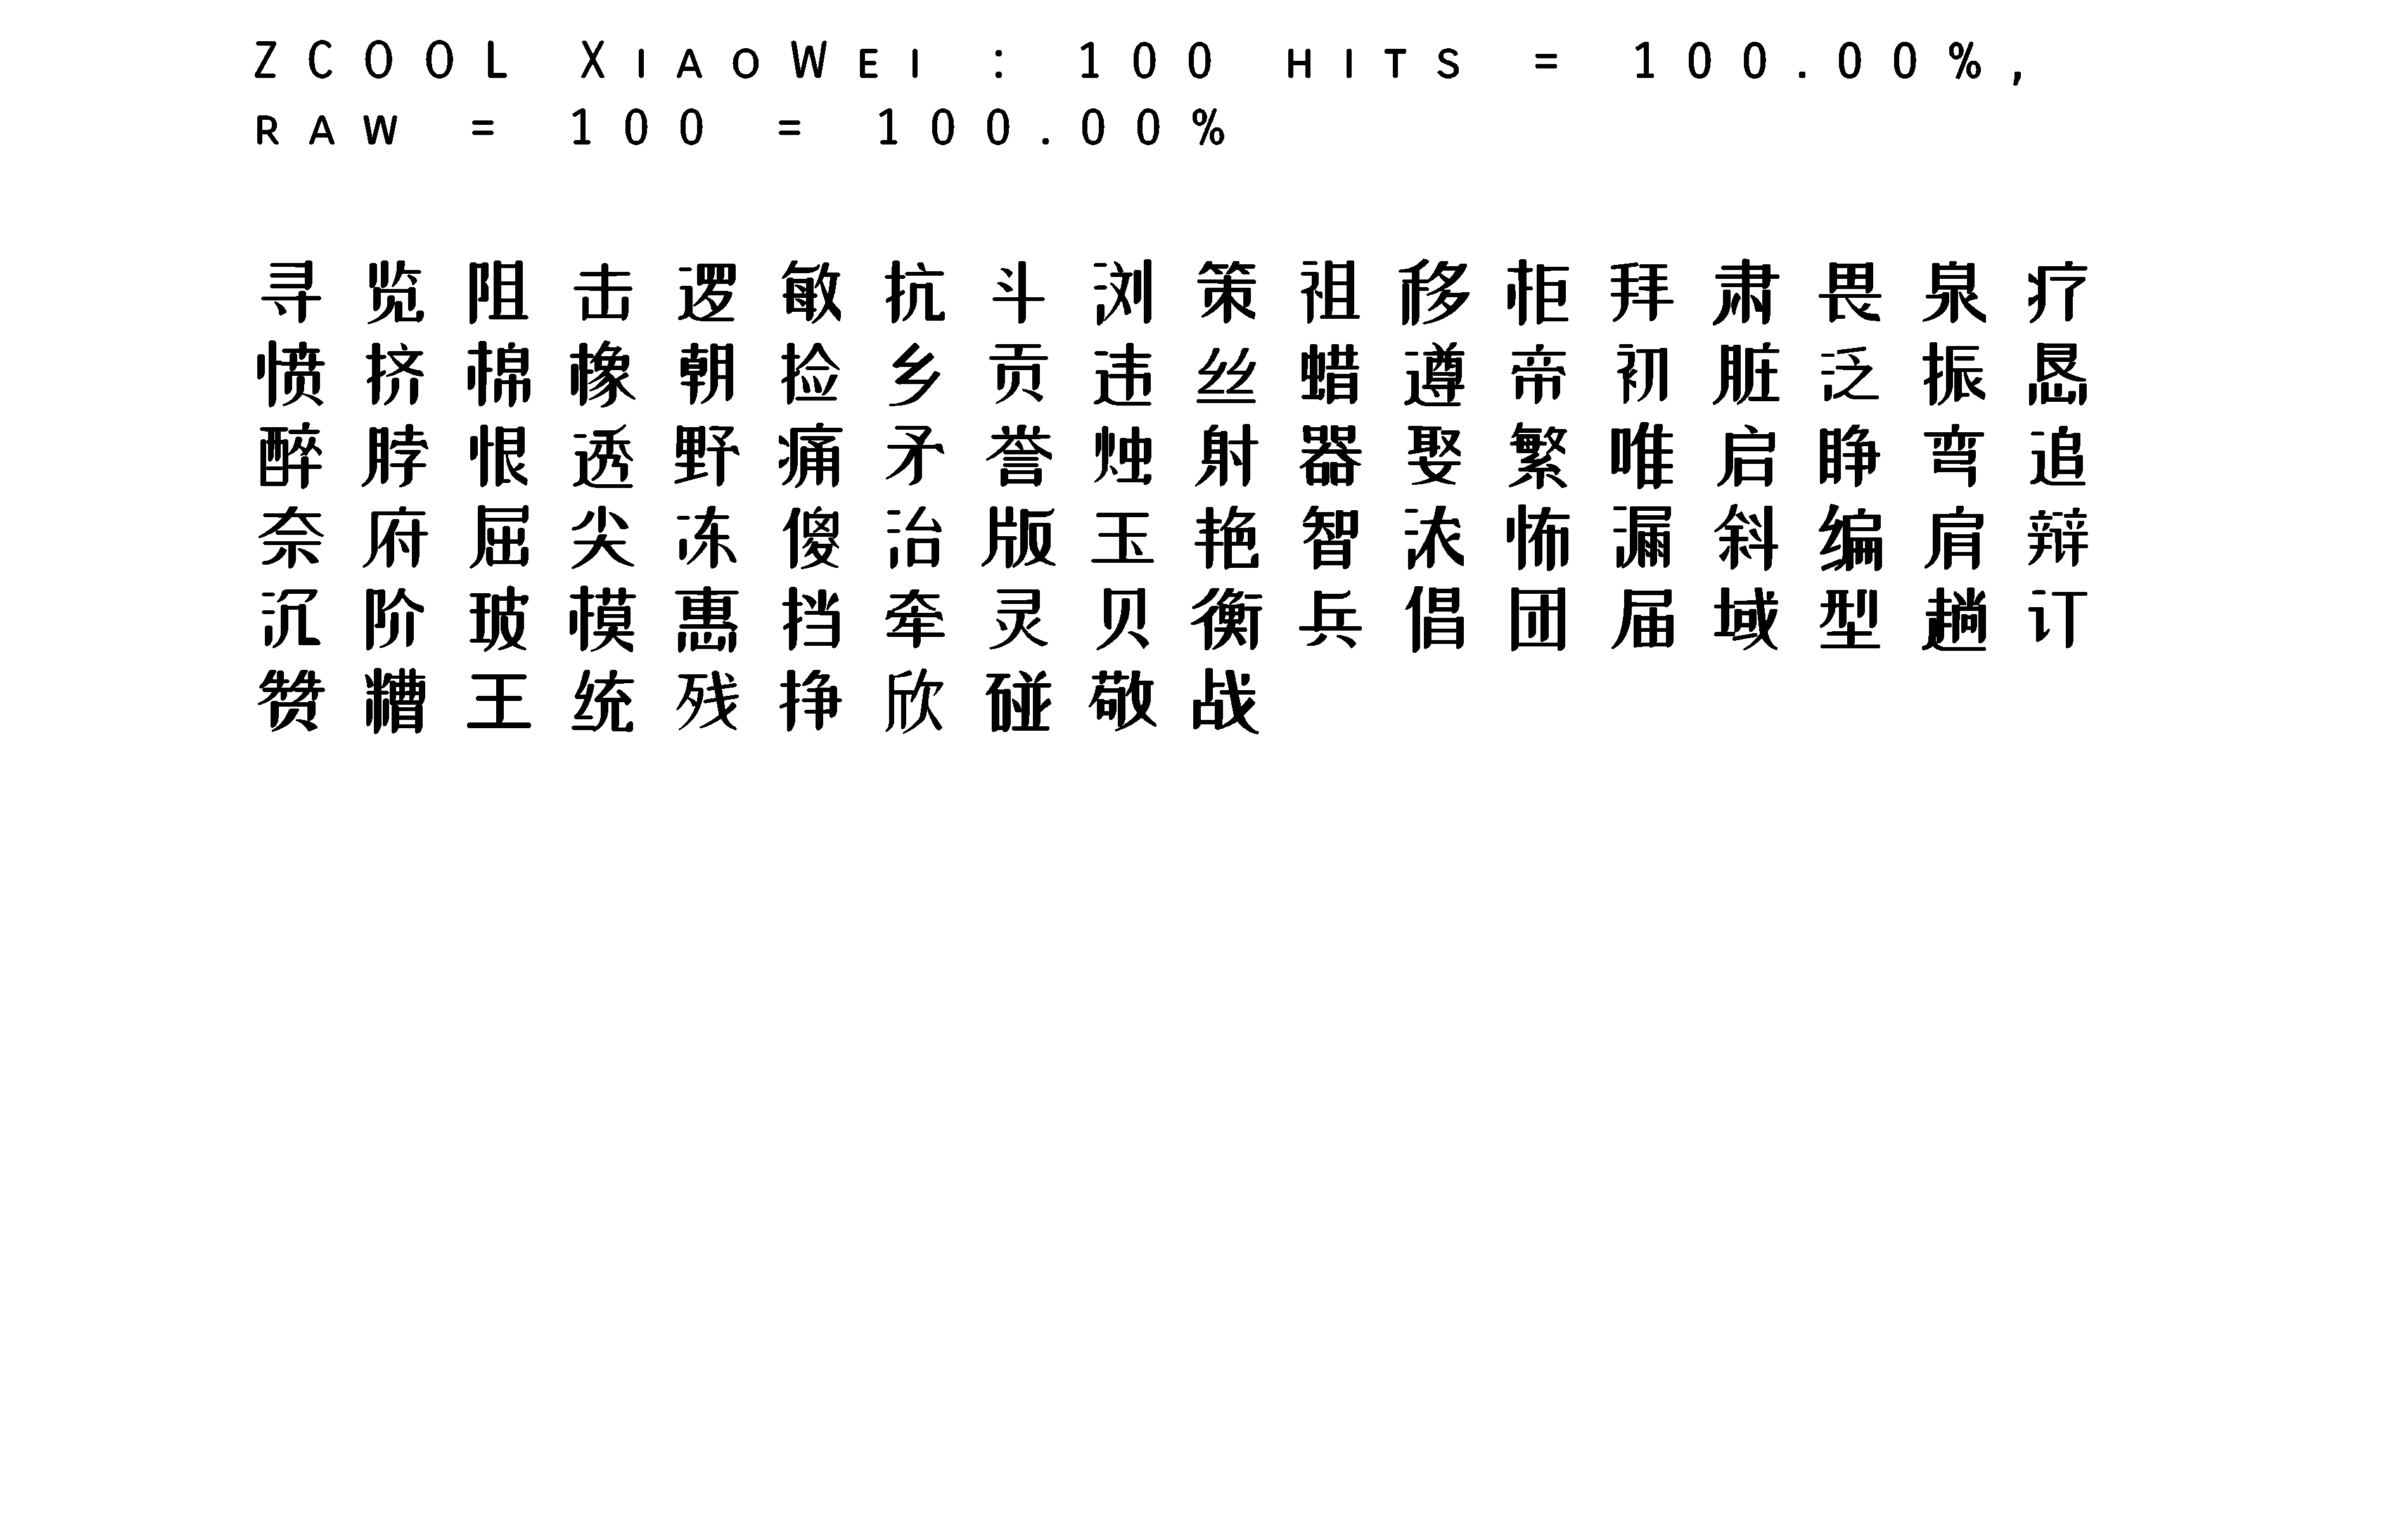 ZCOOL XiaoWei : 100 hits = 100.00%,
raw = 100 = 100.00%
寻 览 阻 击 逻 敏 抗 斗 浏 策 祖 移 柜 拜 肃 畏 泉 疗
愤 挤 棉 橡 朝 捡 乡 贡 违 丝 蜡 遵 帝 初 脏 泛 振 恳
醉 脖 恨 透 野 痛 矛 誉 烛 射 器 娶 繁 唯 启 睁 弯 追
奈 府 屈 尖 冻 傻 治 版 玉 艳 智 浓 怖 漏 斜 编 肩 辩
沉 阶 玻 模 惠 挡 牵 灵 贝 衡 兵 倡 团 届 域 型 趟 订
赞 糟 王 统 残 挣 欣 碰 敬 战